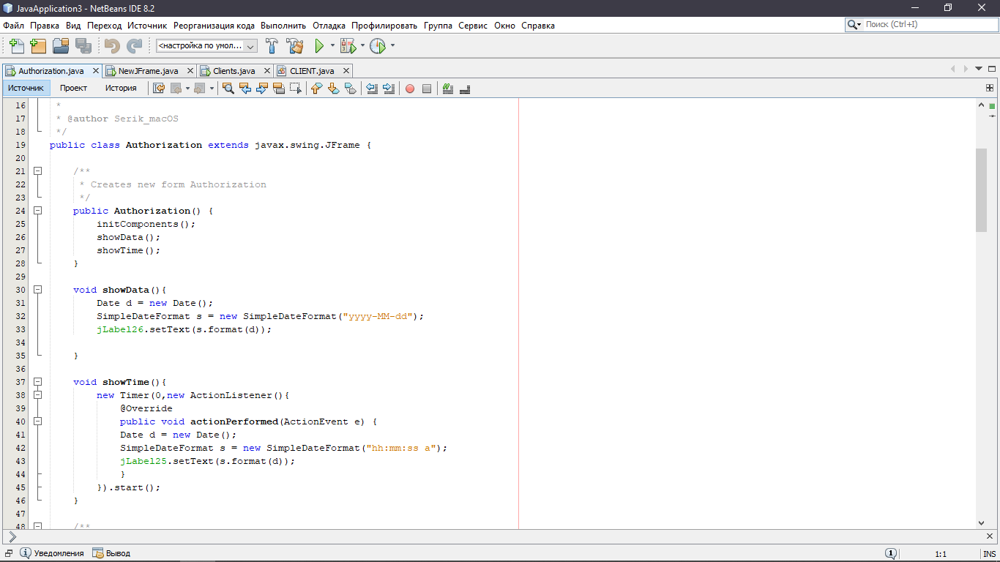 JavaApplication3 - NetBeans IDE 8.2
Файл Правка Вид Переход Источник Реорганизация кода Выполнить Отладка Профилировать Группа Сервис Окно Справка
Поиск (Ctrl+I)
<настройка по умол...
Authorization.java NewJFrame.java Clients.java CLIENT.java
Источник Проект История
16 *
17 * @author Serik_macOS
18 */
19 public class Authorization extends javax.swing.JFrame {
20
21 /**
22 * Creates new form Authorization
23 */
24 public Authorization() {
25 initComponents();
26 showData();
27 showTime();
28 }
29
30 void showData(){
31 Date d = new Date();
32 SimpleDateFormat s = new SimpleDateFormat("yyyy-MM-dd");
33 jLabel26.setText(s.format(d));
34
35 }
36
37 void showTime(){
38 new Timer(0,new ActionListener(){
39 @Override
40 public void actionPerformed(ActionEvent e) {
41 Date d = new Date();
42 SimpleDateFormat s = new SimpleDateFormat("hh:mm:ss a");
43 jLabel25.setText(s.format(d));
44 }
45 }).start();
46 }
47
48 /**
Уведомления Вывод 1 1:1 INS